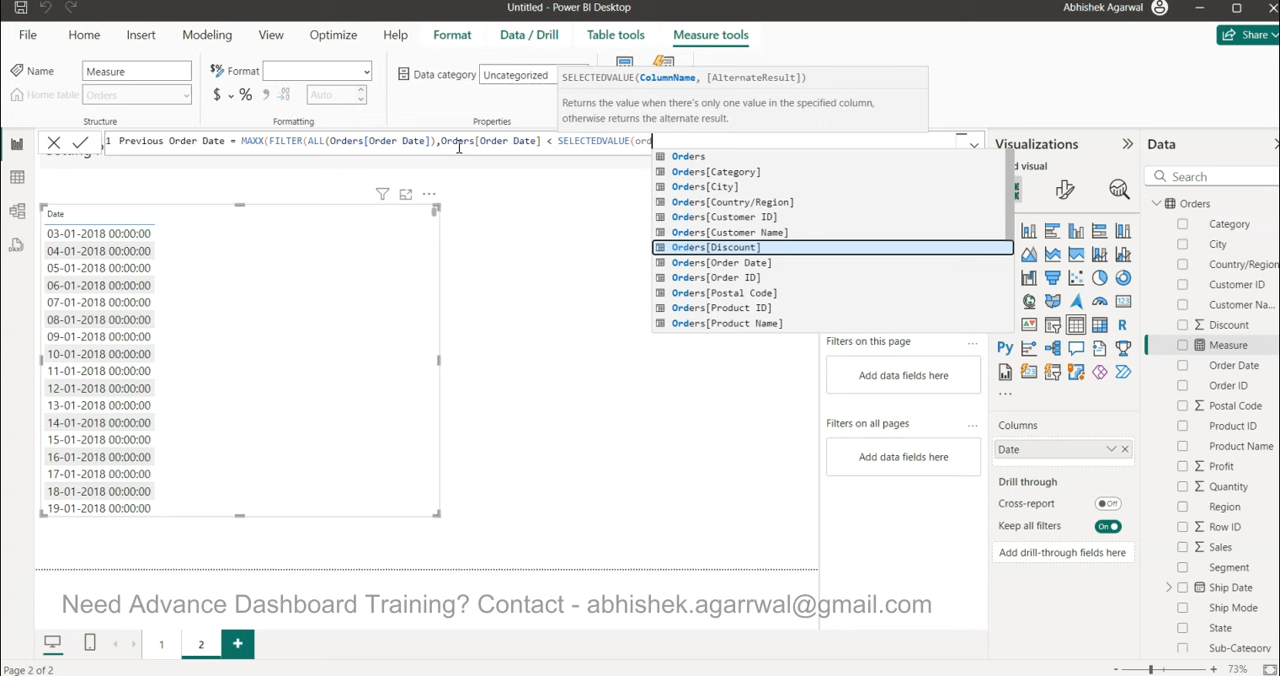 Untitled - Power BI Desktop
Abhishek Agarwal
File Home Insert Modeling View Optimize Help Format Data / Drill Table tools Measure tools
Share
Name Measure
Home table Orders
Structure
Format
$ % , Auto
Formatting
Data category Uncategorized
Properties
SELECTEDVALUE(ColumnName, [AlternateResult])
Returns the value when there's only one value in the specified column,
otherwise returns the alternate result.
1 Previous Order Date = MAXX(FILTER(ALL(Orders[Order Date]),Orders[Order Date] < SELECTEDVALUE(ord
Orders
Orders[Category]
Orders[City]
Orders[Country/Region]
Orders[Customer ID]
Orders[Customer Name]
Orders[Discount]
Orders[Order Date]
Orders[Order ID]
Orders[Postal Code]
Orders[Product ID]
Orders[Product Name]
Date
03-01-2018 00:00:00
04-01-2018 00:00:00
05-01-2018 00:00:00
06-01-2018 00:00:00
07-01-2018 00:00:00
08-01-2018 00:00:00
09-01-2018 00:00:00
10-01-2018 00:00:00
11-01-2018 00:00:00
12-01-2018 00:00:00
13-01-2018 00:00:00
14-01-2018 00:00:00
15-01-2018 00:00:00
16-01-2018 00:00:00
17-01-2018 00:00:00
18-01-2018 00:00:00
19-01-2018 00:00:00
Filters on this page
Add data fields here
Filters on all pages
Add data fields here
Visualizations
d visual
R
Py
Columns
Date
Drill through
Cross-report Off
Keep all filters On
Add drill-through fields here
Data
Search
Orders
Category
City
Country/Region
Customer ID
Customer Na...
Discount
Measure
Order Date
Order ID
Postal Code
Product ID
Product Name
Profit
Quantity
Region
Row ID
Sales
Segment
Ship Date
Ship Mode
State
Sub-Category
Need Advance Dashboard Training? Contact - abhishek.agarrwal@gmail.com
1 2
Page 2 of 2
73%